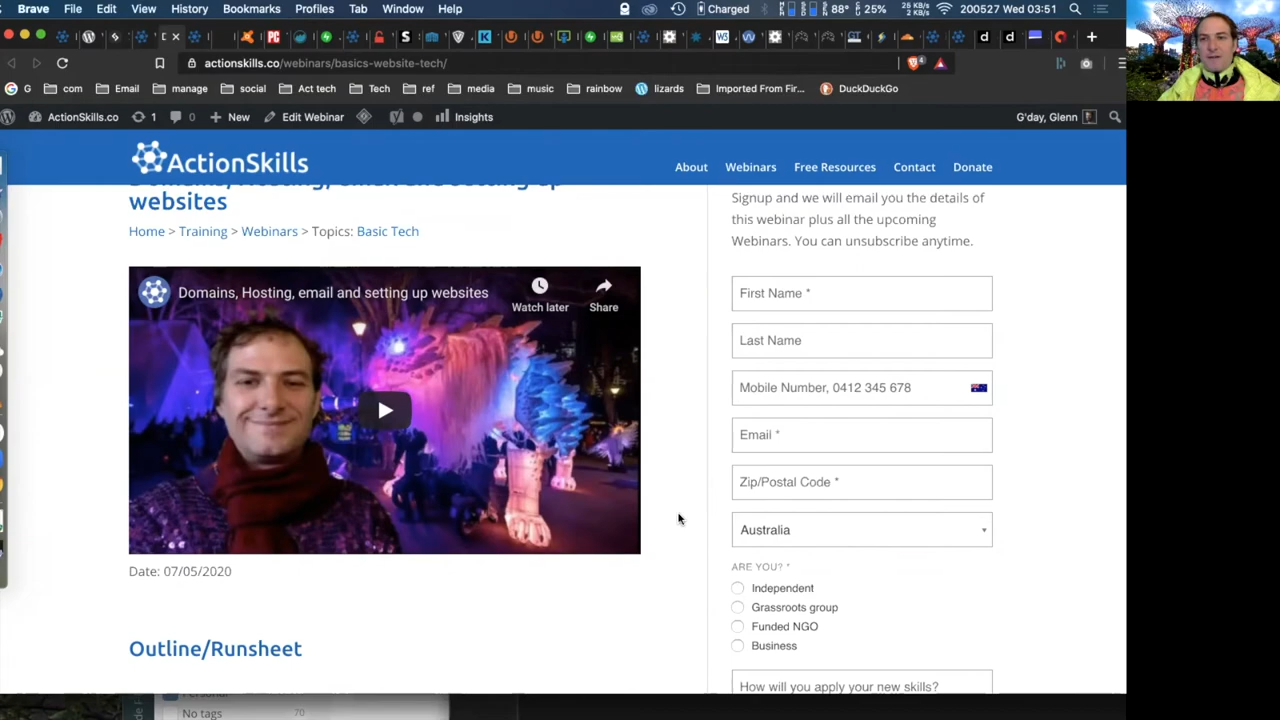 Brave File Edit View History Bookmarks Profiles Tab Window Help Charged 88° 25% 200527 Wed 03:51
actionskills.co/webinars/basics-website-tech/
G com Email manage social Act tech Tech ref media music rainbow lizards Imported From Fir... DuckDuckGo
ActionSkills.co 1 New Edit Webinar Insights G'day, Glenn
ActionSkills
About Webinars Free Resources Contact Donate
websites
Home > Training > Webinars > Topics: Basic Tech
Domains, Hosting, email and setting up websites
Watch later
Share
Date: 07/05/2020
Outline/Runsheet
Signup and we will email you the details of
this webinar plus all the upcoming
Webinars. You can unsubscribe anytime.
First Name *
Last Name
Mobile Number, 0412 345 678
Email *
Zip/Postal Code *
Australia
ARE YOU? *
Independent
Grassroots group
Funded NGO
Business
How will you apply your new skills?
No tags 70